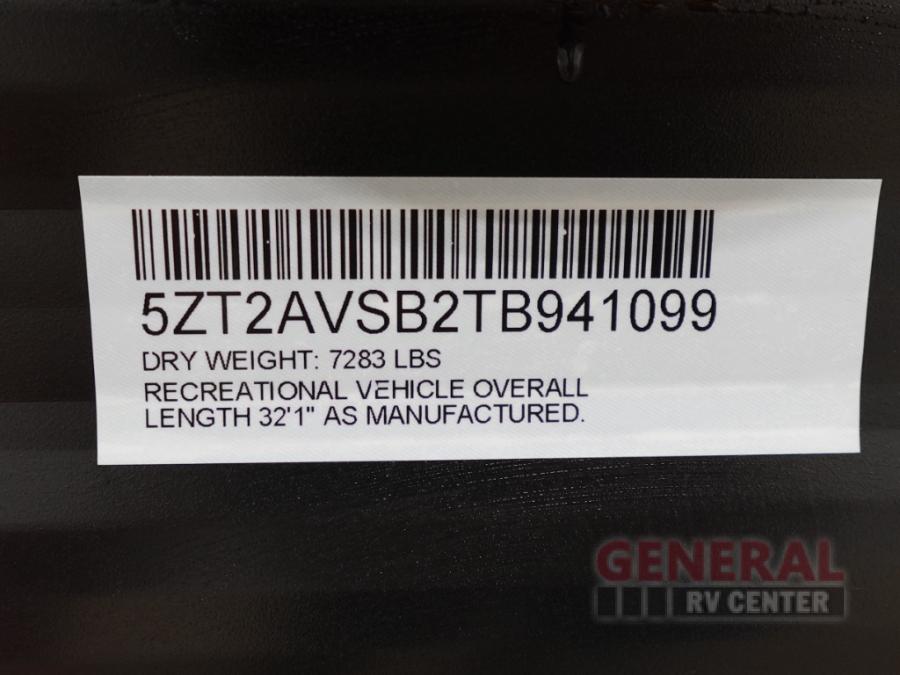 5ZT2AVSB2TB941099
DRY WEIGHT: 7283 LBS
RECREATIONAL VEHICLE OVERALL
LENGTH 32'1" AS MANUFACTURED.
GENERAL
RV CENTER